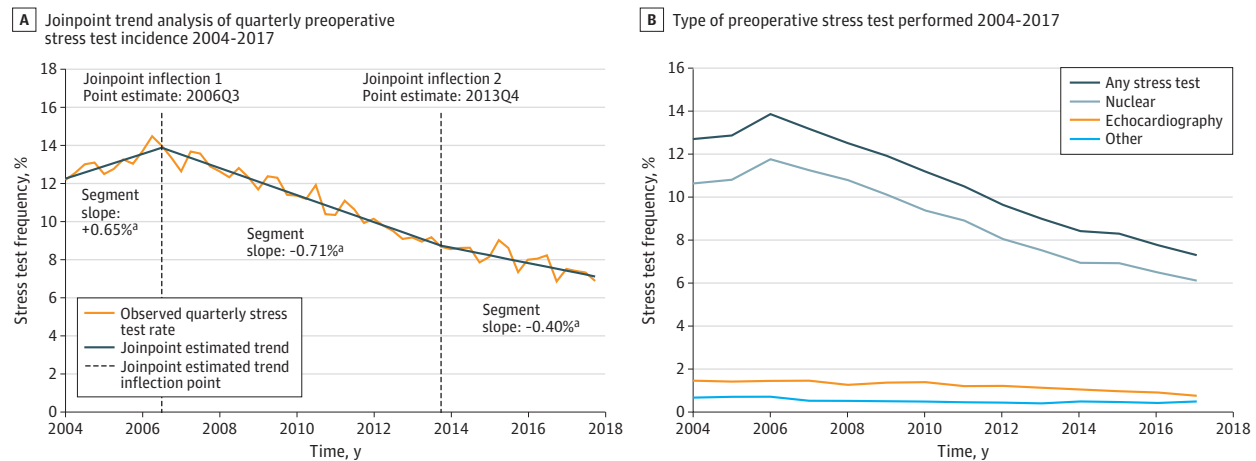 A Joinpoint trend analysis of quarterly preoperative
stress test incidence 2004-2017
Stress test frequency, %
18
16
14
12
10
8
6
4
2
0
Joinpoint inflection 1
Point estimate: 2006Q3
Joinpoint inflection 2
Point estimate: 2013Q4
Segment
slope:
+0.65%ᵃ
Segment
slope: -0.71%ᵃ
Segment
slope: -0.40%ᵃ
Observed quarterly stress
test rate
Joinpoint estimated trend
Joinpoint estimated trend
inflection point
2004 2006 2008 2010 2012 2014 2016 2018
Time, y
B Type of preoperative stress test performed 2004-2017
Stress test frequency, %
16
14
12
10
8
6
4
2
0
Any stress test
Nuclear
Echocardiography
Other
2004 2006 2008 2010 2012 2014 2016 2018
Time, y